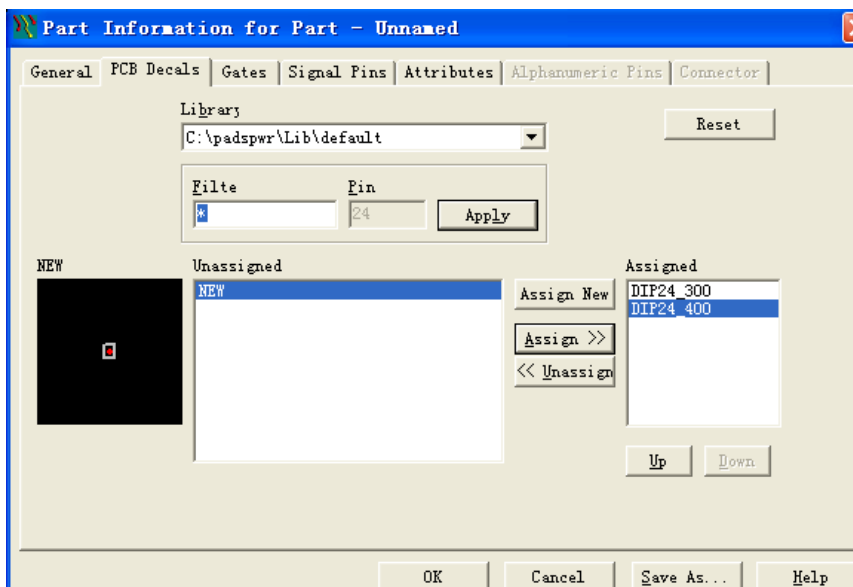 Part Information for Part - Unnamed
General PCB Decals Gates Signal Pins Attributes Alphanumeric Pins Connector
Library
C:\padspwr\Lib\default
Reset
Filte Pin
* 24 Apply
NEW Unassigned Assigned
NEW
Assign New
Assign >>
<< Unassign
DIP24_300
DIP24_400
Up Down
OK Cancel Save As... Help